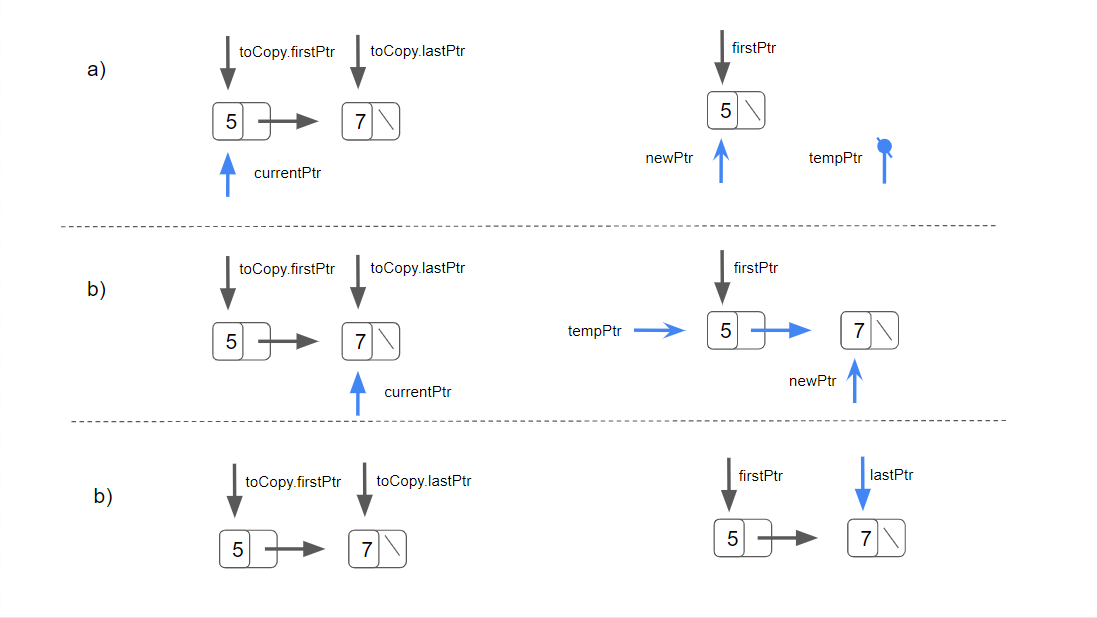 a)
toCopy.firstPtr
toCopy.lastPtr
firstPtr
5
7
5
currentPtr
newPtr
tempPtr
b)
toCopy.firstPtr
toCopy.lastPtr
firstPtr
5
7
tempPtr
5
7
currentPtr
newPtr
b)
toCopy.firstPtr
toCopy.lastPtr
firstPtr
lastPtr
5
7
5
7